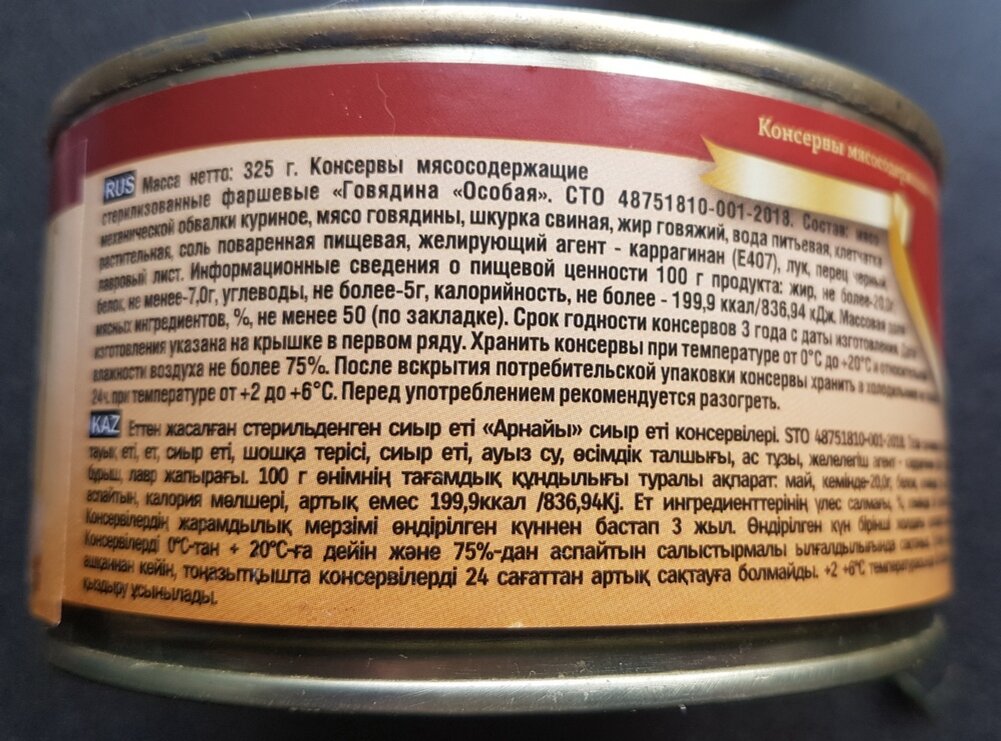 Консервы мясосодержащие
RUS Масса нетто: 325 г. Консервы мясосодержащие
стерилизованные фаршевые «Говядина «Особая». СТО 48751810-001-2018. Состав: мясо
механической обвалки куриное, мясо говядины, шкурка свиная, жир говяжий, вода питьевая, клетчатка
растительная, соль поваренная пищевая, желирующий агент - каррагинан (Е407), лук, перец черный,
лавровый лист. Информационные сведения о пищевой ценности 100 г продукта: жир, не более-20,0г
белок, не менее-7,0г, углеводы, не более-5г, калорийность, не более - 199,9 ккал/836,94 кДж. Массовая доля
мясных ингредиентов, %, не менее 50 (по закладке). Срок годности консервов 3 года с даты изготовления. Дата
изготовления указана на крышке в первом ряду. Хранить консервы при температуре от 0°С до +20°С и относительной
влажности воздуха не более 75%. После вскрытия потребительской упаковки консервы хранить в холодильнике не более
24ч. при температуре от +2 до +6°С. Перед употреблением рекомендуется разогреть.
KAZ Еттен жасалған стерильденген сиыр еті «Арнайы» сиыр еті консервілері. STO 48751810-001-2018.
тауық еті, ет, сиыр еті, шошқа терісі, сиыр еті, ауыз су, өсімдік талшығы, ас тұзы, желелегіш агент -
бұрыш, лавр жапырағы. 100 г өнімнің тағамдық құндылығы туралы ақпарат: май, кемінде-20,0г,
аспайтын, калория мөлшері, артық емес 199,9ккал /836,94Kj. Ет ингредиенттерінің үлес салмағы, %,
Консервілердің жарамдылық мерзімі өндірілген күннен бастап 3 жыл. Өндірілген күн бірінші
Консервілерді 0°С-тан + 20°С-ға дейін және 75%-дан аспайтын салыстырмалы ылғалдылығында
ашқаннан кейін, тоңазытқышта консервілерді 24 сағаттан артық сақтауға болмайды. +2 +6°С
қыздыру ұсынылады.